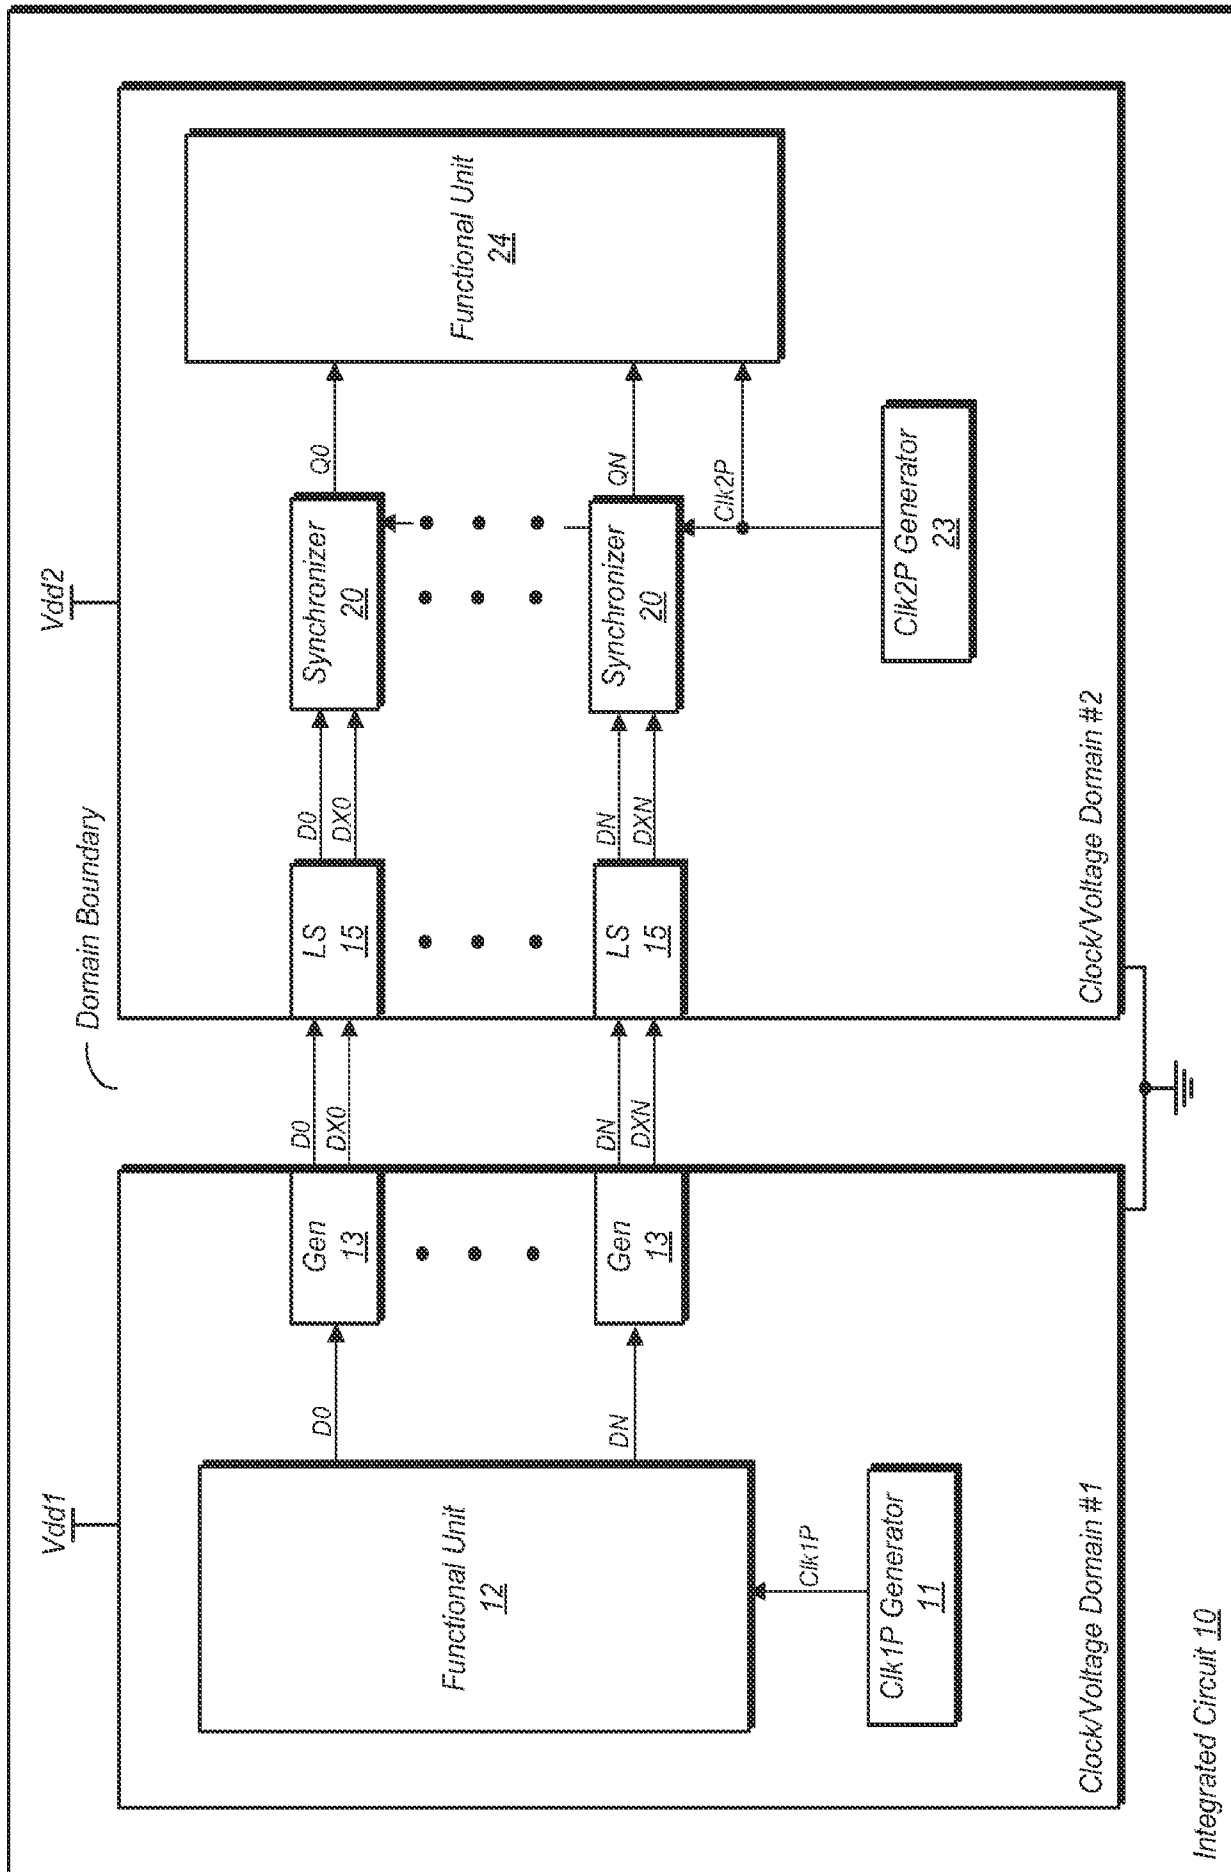 Vdd1
Vdd2
Domain Boundary
Functional Unit
12
D0
DN
Gen
13
Gen
13
D0
DX0
DN
DXN
LS
15
LS
15
D0
DX0
DN
DXN
Synchronizer
20
Synchronizer
20
Q0
QN
Clk2P
Functional Unit
24
Clk1P
Clk1P Generator
11
Clk2P Generator
23
Clock/Voltage Domain #1
Clock/Voltage Domain #2
Integrated Circuit 10